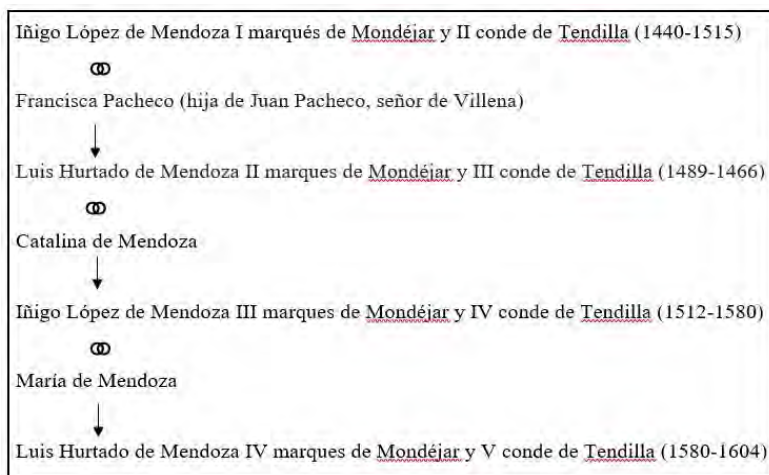 Iñigo López de Mendoza I marqués de Mondéjar y II conde de Tendilla (1440-1515)
Francisca Pacheco (hija de Juan Pacheco, señor de Villena)
Luis Hurtado de Mendoza II marques de Mondéjar y III conde de Tendilla (1489-1466)
Catalina de Mendoza
Iñigo López de Mendoza III marques de Mondéjar y IV conde de Tendilla (1512-1580)
María de Mendoza
Luis Hurtado de Mendoza IV marques de Mondéjar y V conde de Tendilla (1580-1604)